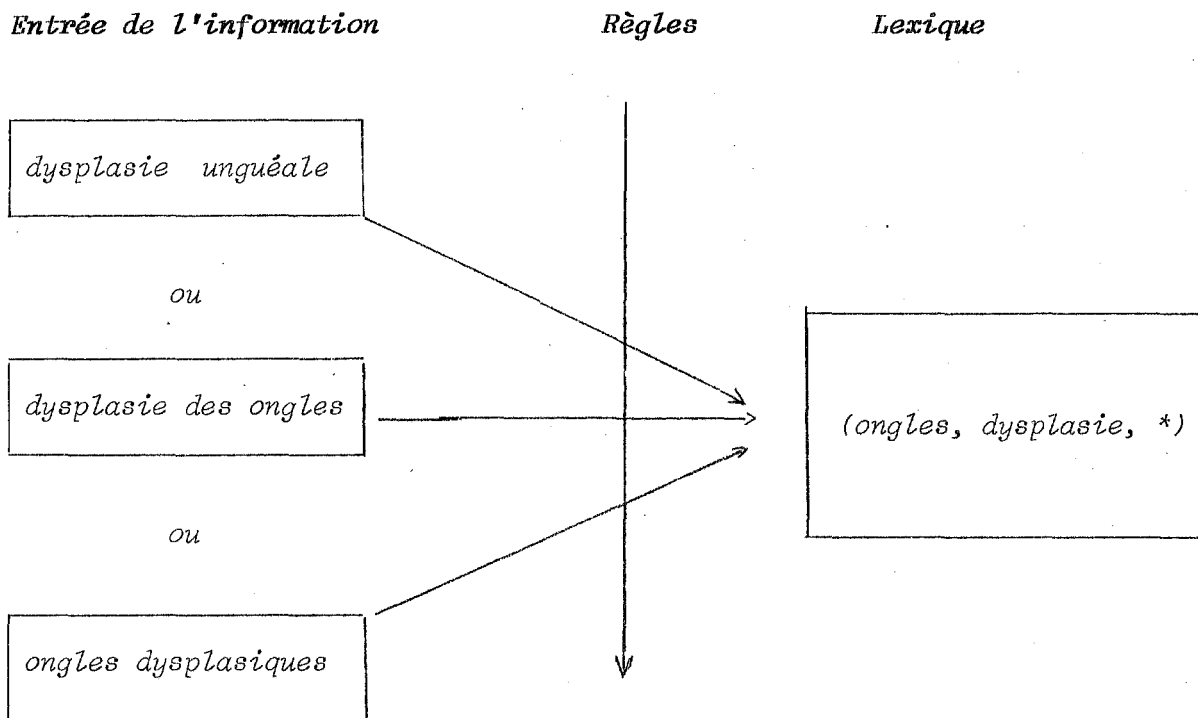 Entrée de l'information Règles Lexique
dysplasie unguéale
ou
dysplasie des ongles
(ongles, dysplasie, *)
ou
ongles dysplasiques